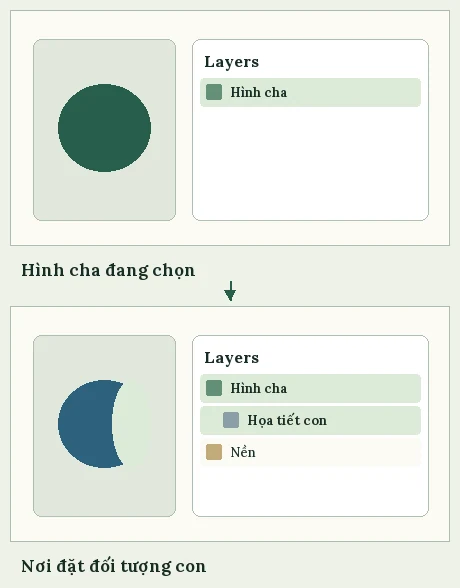 Layers
Hình cha
Hình cha đang chọn
Layers
Hình cha
Họa tiết con
Nền
Nơi đặt đối tượng con